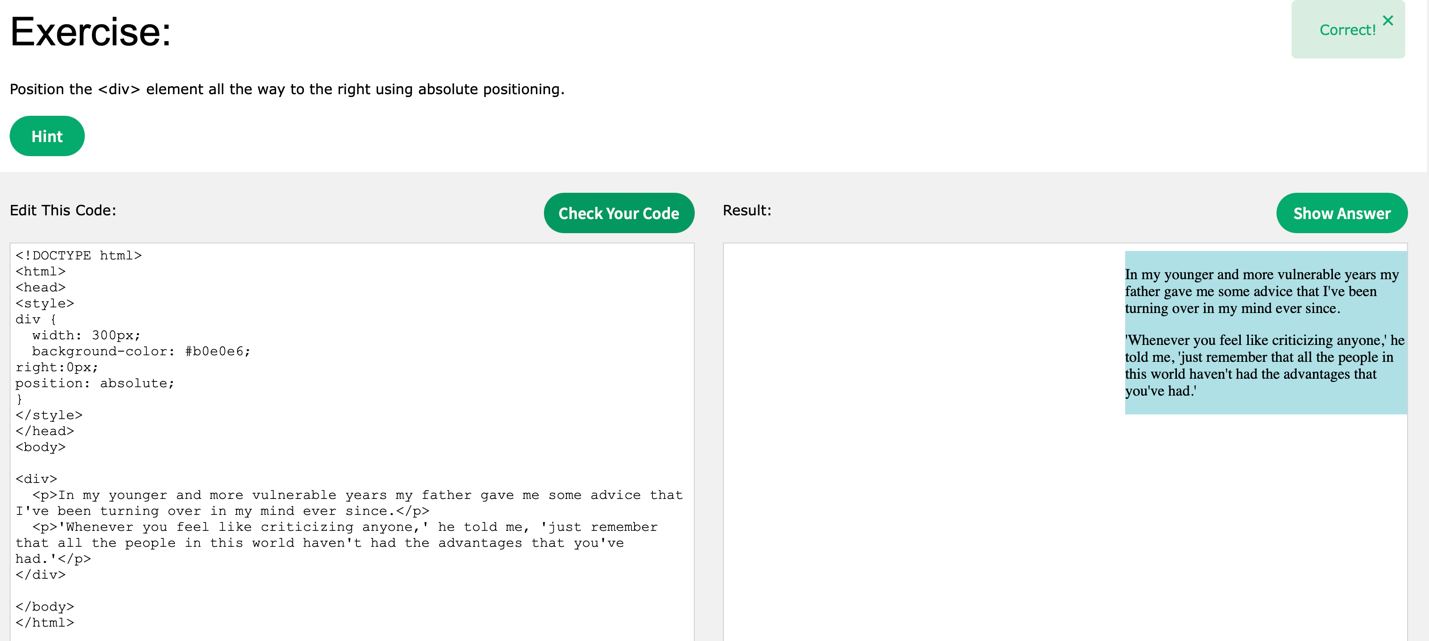 Exercise:
Correct! ×
Position the <div> element all the way to the right using absolute positioning.
Hint
Edit This Code:
Check Your Code
<!DOCTYPE html>
<html>
<head>
<style>
div {
  width: 300px;
  background-color: #b0e0e6;
right:0px;
position: absolute;
}
</style>
</head>
<body>

<div>
  <p>In my younger and more vulnerable years my father gave me some advice that
I've been turning over in my mind ever since.</p>
  <p>'Whenever you feel like criticizing anyone,' he told me, 'just remember
that all the people in this world haven't had the advantages that you've
had.'</p>
</div>

</body>
</html>
Result:
Show Answer
In my younger and more vulnerable years my
father gave me some advice that I've been
turning over in my mind ever since.
'Whenever you feel like criticizing anyone,' he
told me, 'just remember that all the people in
this world haven't had the advantages that
you've had.'